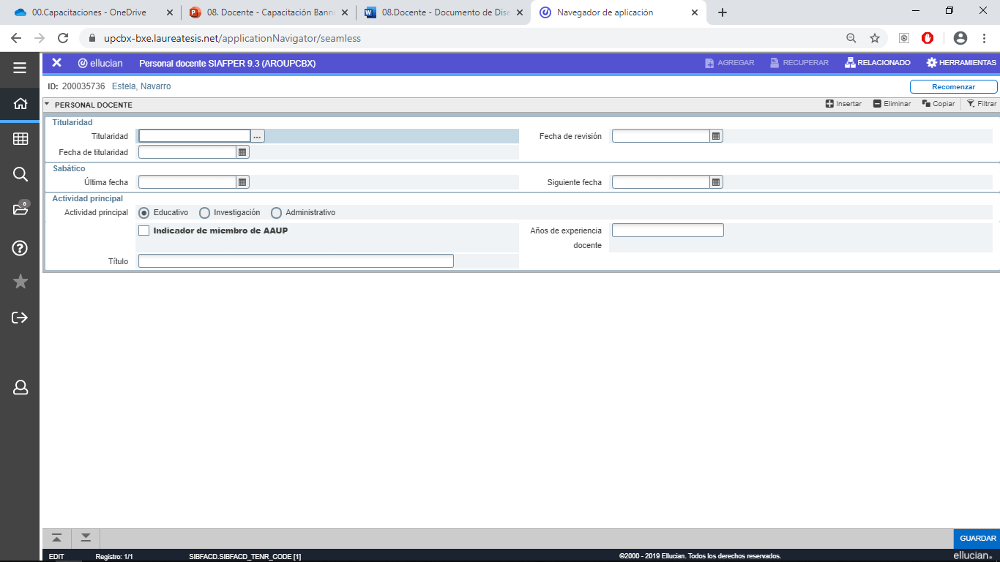 00.Capacitaciones - OneDrive
08. Docente - Capacitación Bann
08.Docente - Documento de Dise
Navegador de aplicación
upcbx-bxe.laureatesis.net/applicationNavigator/seamless
ellucian Personal docente SIAFPER 9.3 (AROUPCBX) AGREGAR RECUPERAR RELACIONADO HERRAMIENTAS
ID: 200035736 Estela, Navarro Recomenzar
PERSONAL DOCENTE Insertar Eliminar Copiar Filtrar
Titularidad
Titularidad ... Fecha de revisión
Fecha de titularidad
Sabático
Última fecha Siguiente fecha
Actividad principal
Actividad principal Educativo Investigación Administrativo
Indicador de miembro de AAUP Años de experiencia
docente
Título
6
GUARDAR
EDIT Registro: 1/1 SIBFACD.SIBFACD_TENR_CODE [1] ©2000 - 2019 Ellucian. Todos los derechos reservados. ellucian